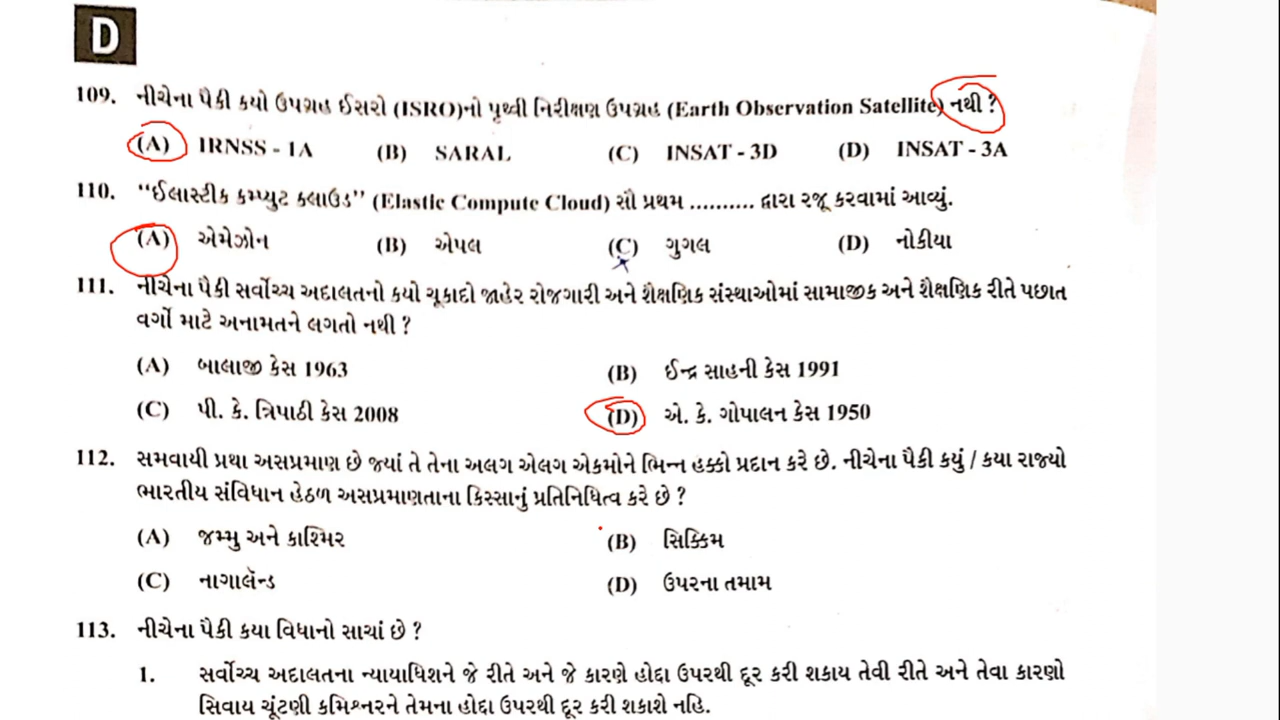 D
109. નીચેના પૈકી કયો ઉપગ્રહ ઈસરો (ISRO)નો પૃથ્વી નિરીક્ષણ ઉપગ્રહ (Earth Observation Satellite) નથી ?
(A) IRNSS - 1A (B) SARAL (C) INSAT - 3D (D) INSAT - 3A
110. “ઈલાસ્ટીક કમ્પ્યુટ ક્લાઉડ” (Elastic Compute Cloud) સૌ પ્રથમ .......... દ્વારા રજૂ કરવામાં આવ્યું.
(A) એમેઝોન (B) એપલ (C) ગુગલ (D) નોકીયા
111. નીચેના પૈકી સર્વોચ્ચ અદાલતનો કયો ચૂકાદો જાહેર રોજગારી અને શૈક્ષણિક સંસ્થાઓમાં સામાજીક અને શૈક્ષણિક રીતે પછાત
વર્ગો માટે અનામતને લગતો નથી ?
(A) બાલાજી કેસ 1963 (B) ઈન્દ્ર સાહની કેસ 1991
(C) પી. કે. ત્રિપાઠી કેસ 2008 (D) એ. કે. ગોપાલન કેસ 1950
112. સમવાયી પ્રથા અસપ્રમાણ છે જ્યાં તે તેના અલગ એલગ એકમોને ભિન્ન હક્કો પ્રદાન કરે છે. નીચેના પૈકી કયું / કયા રાજ્યો
ભારતીય સંવિધાન હેઠળ અસપ્રમાણતાના કિસ્સાનું પ્રતિનિધિત્વ કરે છે ?
(A) જમ્મુ અને કાશ્મિર (B) સિક્કિમ
(C) નાગાલૅન્ડ (D) ઉપરના તમામ
113. નીચેના પૈકી કયા વિધાનો સાચાં છે ?
1. સર્વોચ્ચ અદાલતના ન્યાયાધિશને જે રીતે અને જે કારણે હોદ્દા ઉપરથી દૂર કરી શકાય તેવી રીતે અને તેવા કારણો
સિવાય ચૂંટણી કમિશ્નરને તેમના હોદ્દા ઉપરથી દૂર કરી શકાશે નહિ.